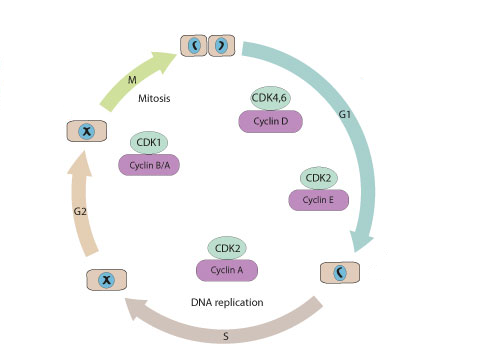 M
Mitosis
CDK4,6
Cyclin D
G1
CDK1
Cyclin B/A
CDK2
Cyclin E
G2
CDK2
Cyclin A
DNA replication
S